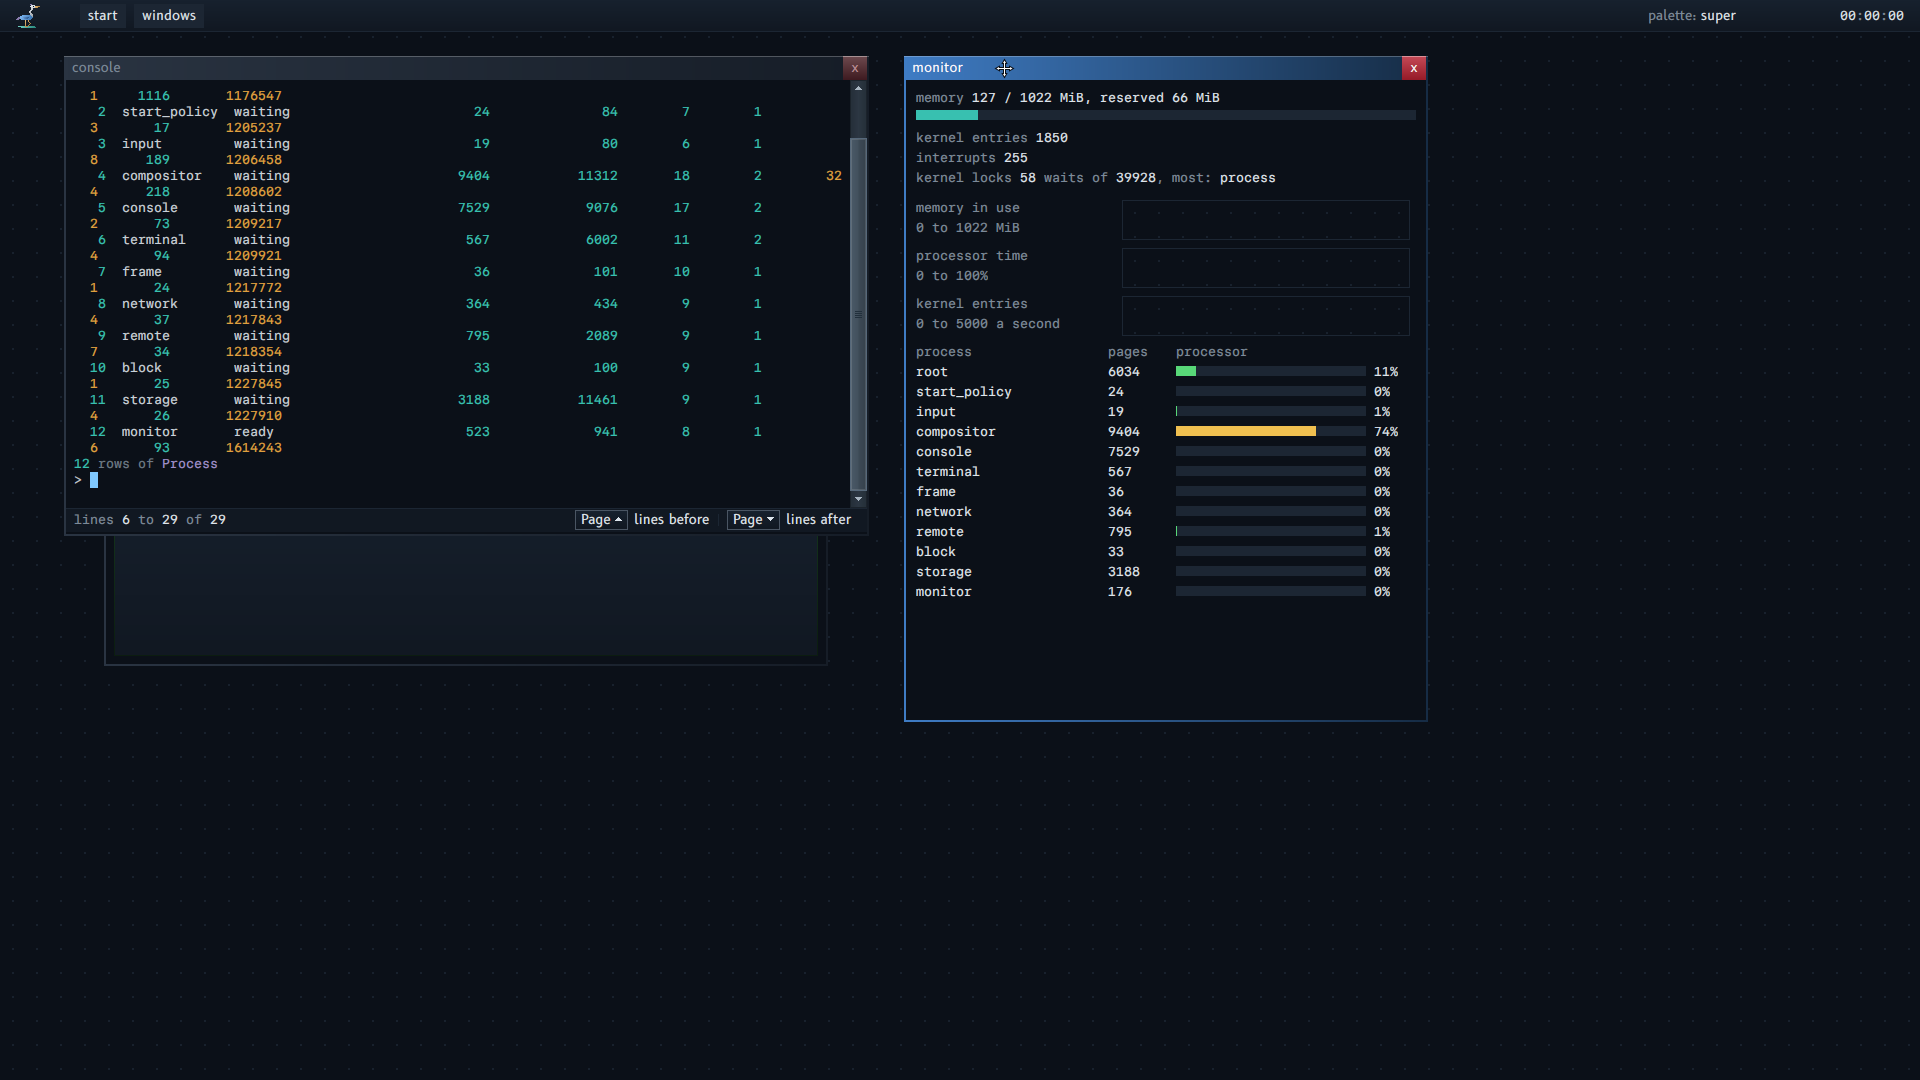 start windows palette: super 00:00:00
console x
1 1116 1176547
2 start_policy waiting 24 84 7 1
3 17 1205237
3 input waiting 19 80 6 1
8 189 1206458
4 compositor waiting 9404 11312 18 2 32
4 218 1208602
5 console waiting 7529 9076 17 2
2 73 1209217
6 terminal waiting 567 6002 11 2
4 94 1209921
7 frame waiting 36 101 10 1
1 24 1217772
8 network waiting 364 434 9 1
4 37 1217843
9 remote waiting 795 2089 9 1
7 34 1218354
10 block waiting 33 100 9 1
1 25 1227845
11 storage waiting 3188 11461 9 1
4 26 1227910
12 monitor ready 523 941 8 1
6 93 1614243
12 rows of Process
>
lines 6 to 29 of 29 Page lines before Page lines after
monitor x
memory 127 / 1022 MiB, reserved 66 MiB
kernel entries 1850
interrupts 255
kernel locks 58 waits of 39928, most: process
memory in use
0 to 1022 MiB
processor time
0 to 100%
kernel entries
0 to 5000 a second
process pages processor
root 6034 11%
start_policy 24 0%
input 19 1%
compositor 9404 74%
console 7529 0%
terminal 567 0%
frame 36 0%
network 364 0%
remote 795 1%
block 33 0%
storage 3188 0%
monitor 176 0%